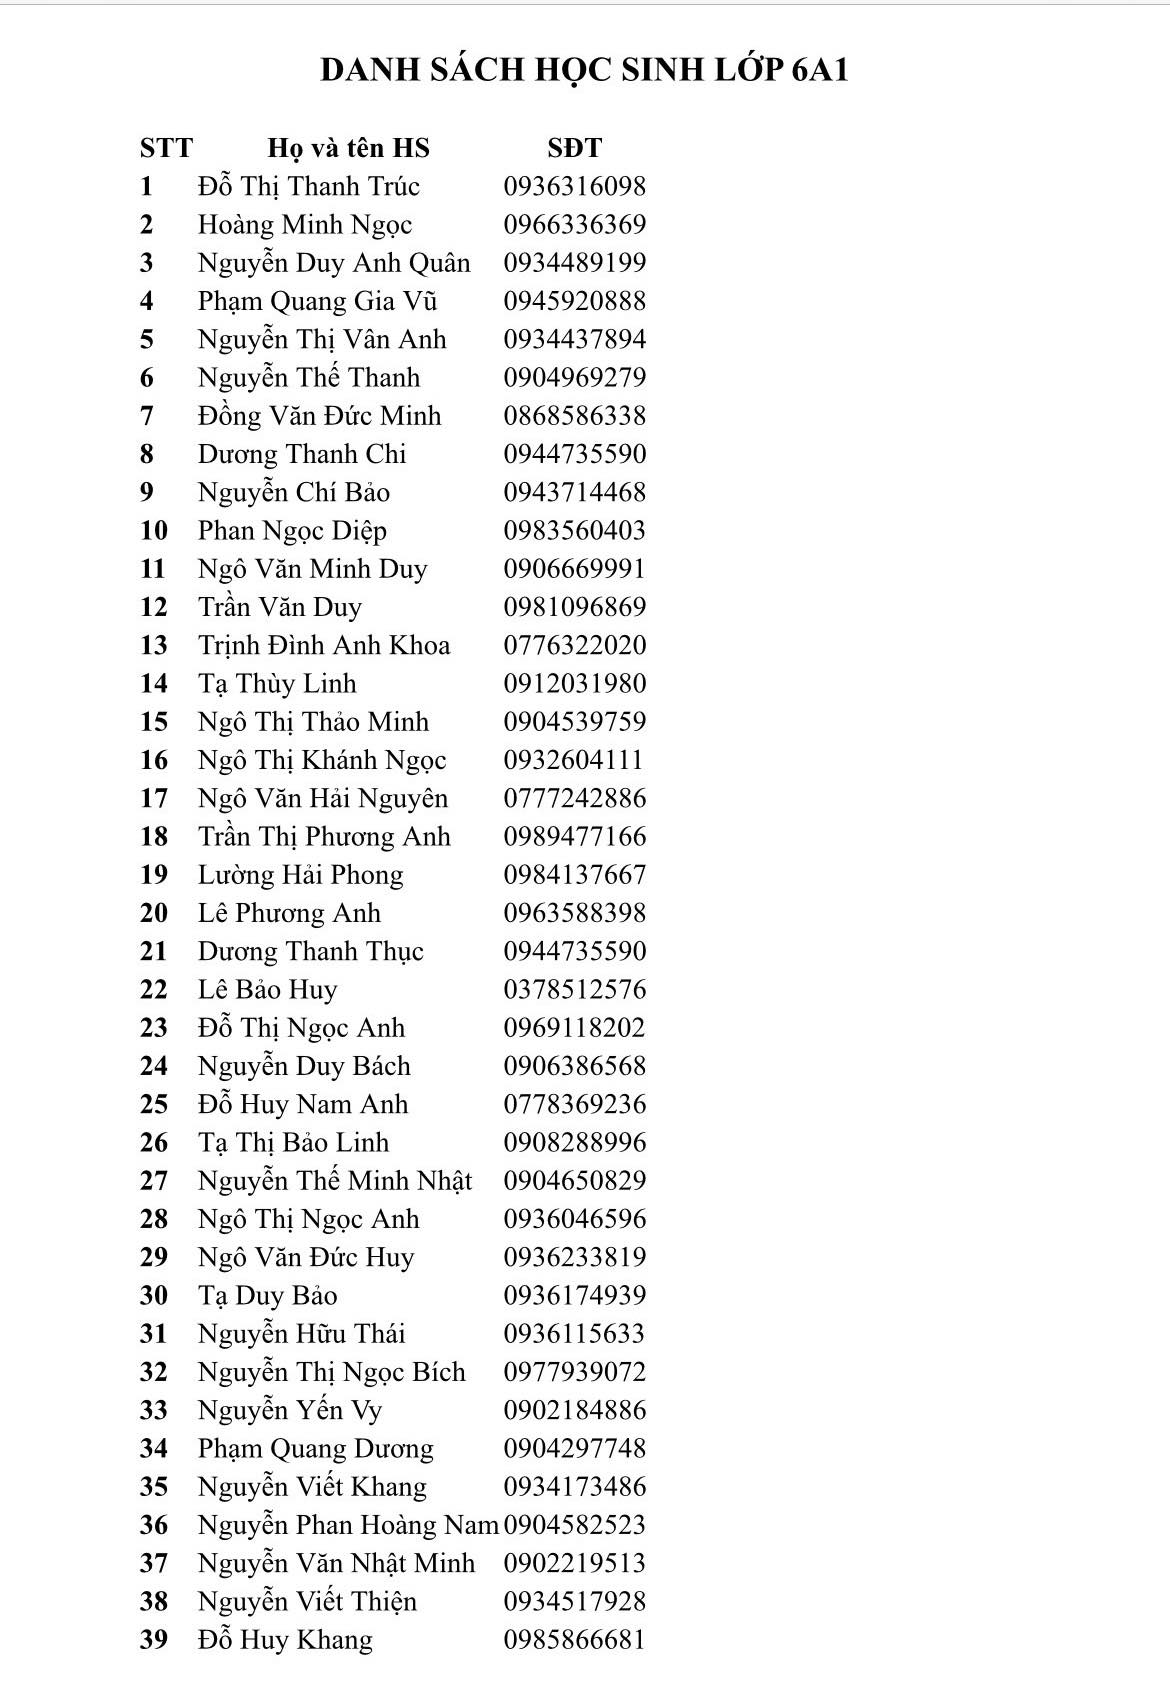 DANH SÁCH HỌC SINH LỚP 6A1
STT Họ và tên HS SĐT
1 Đỗ Thị Thanh Trúc 0936316098
2 Hoàng Minh Ngọc 0966336369
3 Nguyễn Duy Anh Quân 0934489199
4 Phạm Quang Gia Vũ 0945920888
5 Nguyễn Thị Vân Anh 0934437894
6 Nguyễn Thế Thanh 0904969279
7 Đồng Văn Đức Minh 0868586338
8 Dương Thanh Chi 0944735590
9 Nguyễn Chí Bảo 0943714468
10 Phan Ngọc Diệp 0983560403
11 Ngô Văn Minh Duy 0906669991
12 Trần Văn Duy 0981096869
13 Trịnh Đình Anh Khoa 0776322020
14 Tạ Thùy Linh 0912031980
15 Ngô Thị Thảo Minh 0904539759
16 Ngô Thị Khánh Ngọc 0932604111
17 Ngô Văn Hải Nguyên 0777242886
18 Trần Thị Phương Anh 0989477166
19 Lường Hải Phong 0984137667
20 Lê Phương Anh 0963588398
21 Dương Thanh Thục 0944735590
22 Lê Bảo Huy 0378512576
23 Đỗ Thị Ngọc Anh 0969118202
24 Nguyễn Duy Bách 0906386568
25 Đỗ Huy Nam Anh 0778369236
26 Tạ Thị Bảo Linh 0908288996
27 Nguyễn Thế Minh Nhật 0904650829
28 Ngô Thị Ngọc Anh 0936046596
29 Ngô Văn Đức Huy 0936233819
30 Tạ Duy Bảo 0936174939
31 Nguyễn Hữu Thái 0936115633
32 Nguyễn Thị Ngọc Bích 0977939072
33 Nguyễn Yến Vy 0902184886
34 Phạm Quang Dương 0904297748
35 Nguyễn Viết Khang 0934173486
36 Nguyễn Phan Hoàng Nam 0904582523
37 Nguyễn Văn Nhật Minh 0902219513
38 Nguyễn Viết Thiện 0934517928
39 Đỗ Huy Khang 0985866681